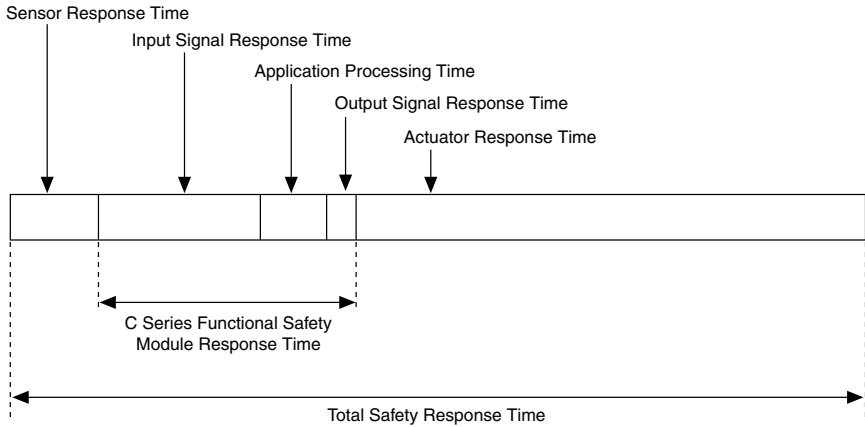 Sensor Response Time
Input Signal Response Time
Application Processing Time
Output Signal Response Time
Actuator Response Time
C Series Functional Safety
Module Response Time
Total Safety Response Time